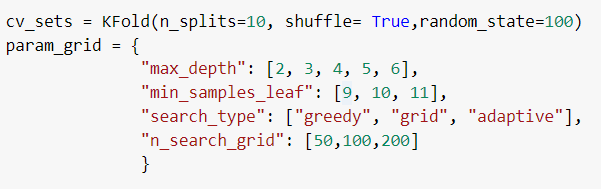 cv_sets = KFold(n_splits=10, shuffle= True,random_state=100)
param_grid = {
"max_depth": [2, 3, 4, 5, 6],
"min_samples_leaf": [9, 10, 11],
"search_type": ["greedy", "grid", "adaptive"],
"n_search_grid": [50,100,200]
}